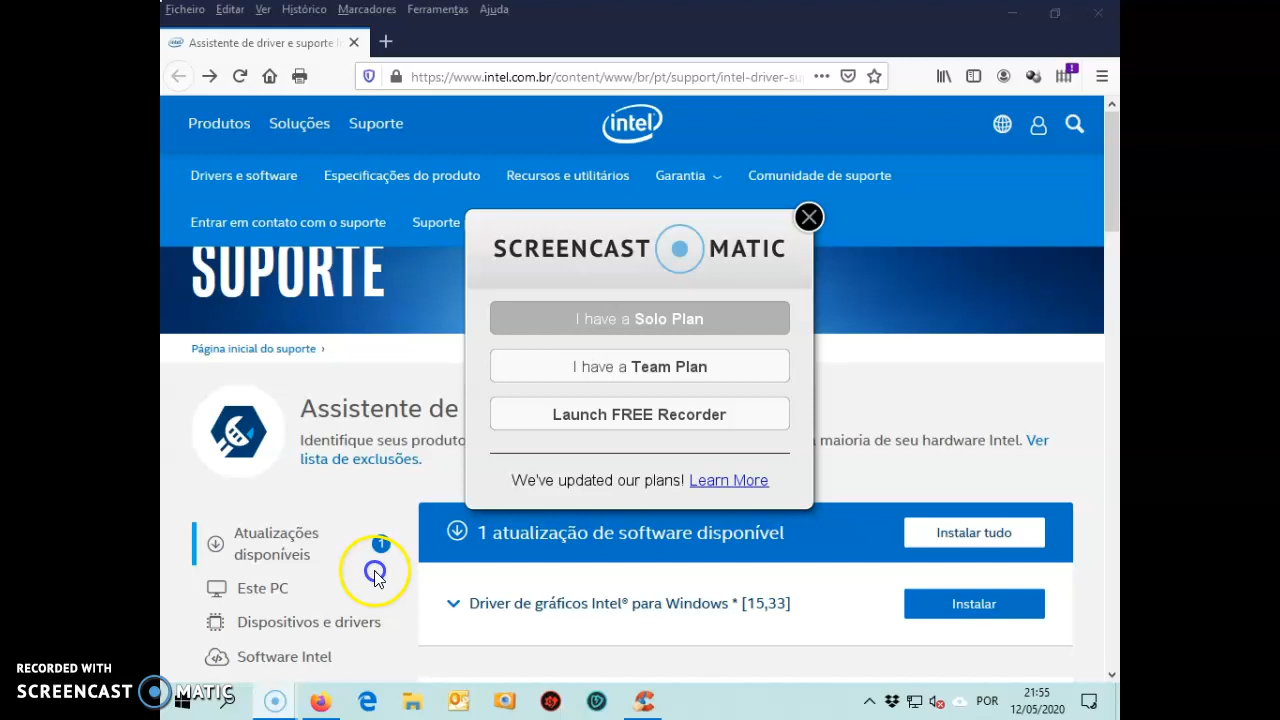 Ficheiro Editar Ver Histórico Marcadores Ferramentas Ajuda
Assistente de driver e suporte I
https://www.intel.com.br/content/www/br/pt/support/intel-driver-su
Produtos Soluções Suporte
intel
Drivers e software Especificações do produto Recursos e utilitários Garantia Comunidade de suporte
Entrar em contato com o suporte Suporte
SUPORTE
SCREENCAST MATIC
I have a Solo Plan
I have a Team Plan
Launch FREE Recorder
We've updated our plans! Learn More
Página inicial do suporte ›
Assistente de
Identifique seus produto
a maioria de seu hardware Intel. Ver
lista de exclusões.
Atualizações
disponíveis
1
Este PC
Dispositivos e drivers
Software Intel
1 atualização de software disponível
Instalar tudo
Driver de gráficos Intel® para Windows * [15,33]
Instalar
RECORDED WITH
SCREENCAST MATIC
POR
21:55
12/05/2020